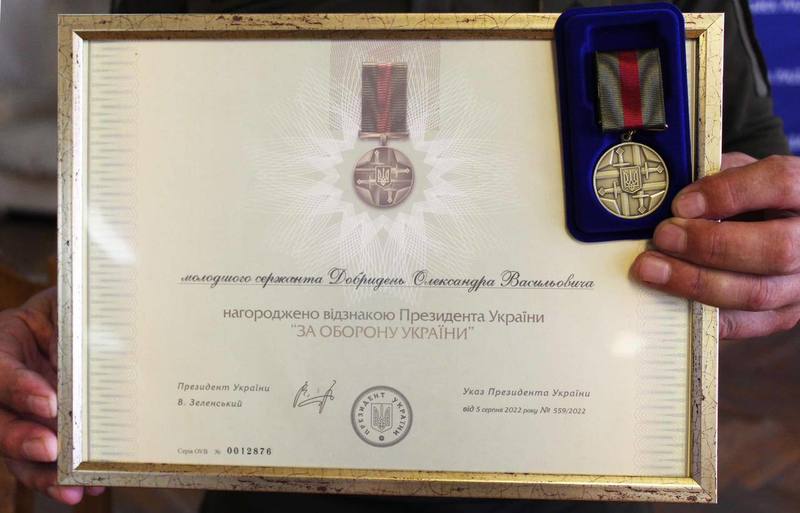 молодшого сержанта Добридень Олександра Васильовича
нагороджено відзнакою Президента України
"ЗА ОБОРОНУ УКРАЇНИ"
Президент України
В. Зеленський
Указ Президента України
від 5 серпня 2022 року № 559/2022
ПРЕЗИДЕНТ УКРАЇНИ
Серія ОУВ № 0012876